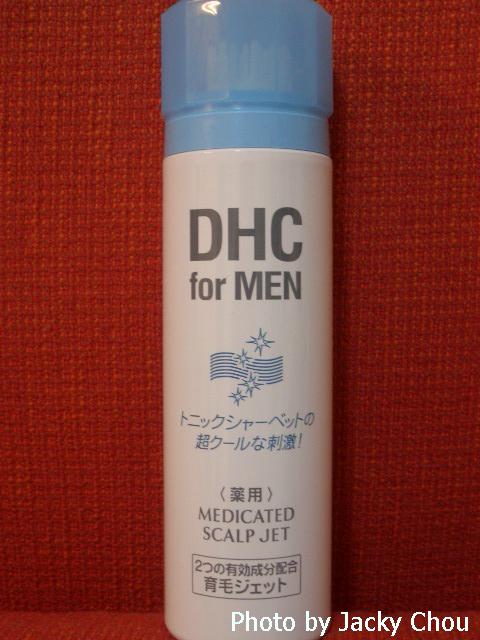 DHC
for MEN
トニックシャーベットの
超クールな刺激!
〈薬用〉
MEDICATED
SCALP JET
2つの有効成分配合
育毛ジェット
Photo by Jacky Chou